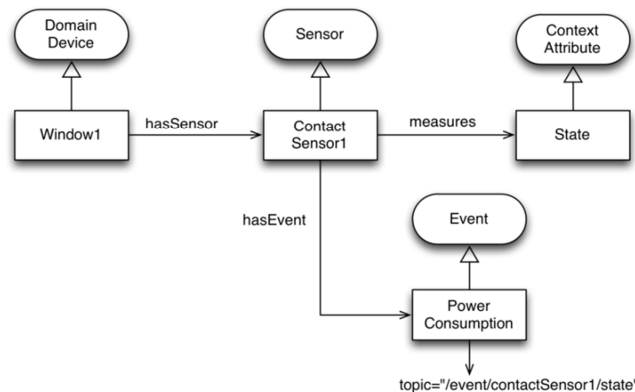 Domain
Device
Sensor
Context
Attribute
Window1
hasSensor
Contact
Sensor1
measures
State
hasEvent
Event
Power
Consumption
topic="/event/contactSensor1/state"